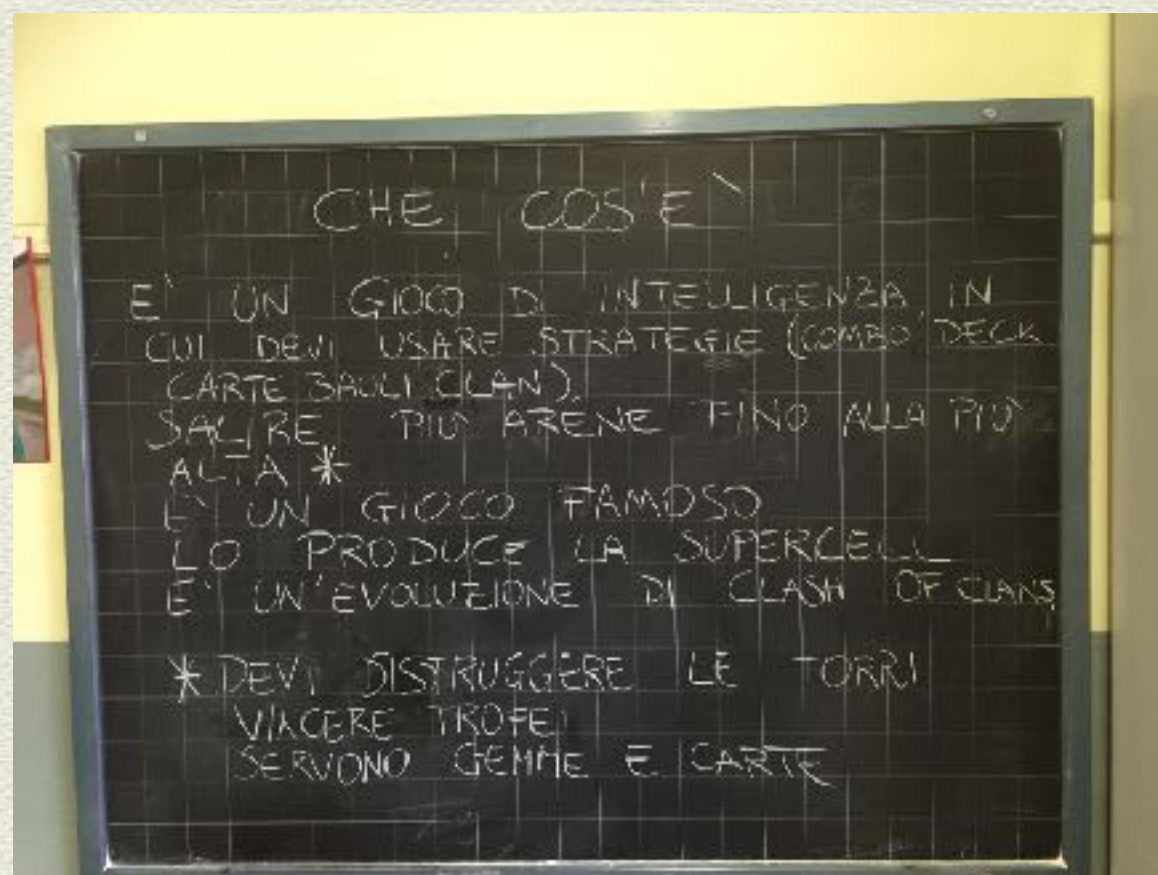 CHE COS'E`
E' UN GIOCO DI INTELLIGENZA IN
CUI DEVI USARE STRATEGIE (COMBO DECK
CARTE BAULI CLAN).
SALIRE PIU' ARENE FINO ALLA PIU'
ALTA *
E' UN GIOCO FAMOSO
LO PRODUCE LA SUPERCELL
E' UN'EVOLUZIONE DI CLASH OF CLANS
* DEVI DISTRUGGERE LE TORRI
VINCERE TROFEI
SERVONO GEMME E CARTE